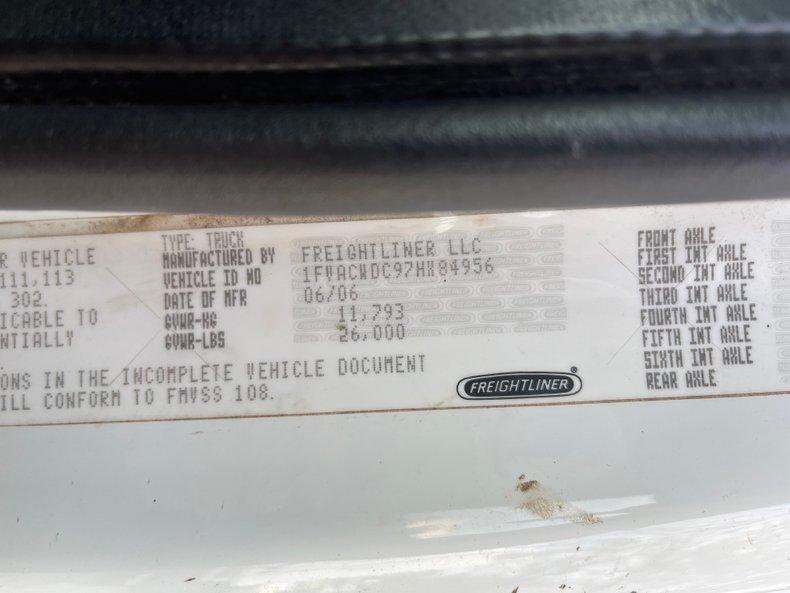 R VEHICLE
111,113
302.
ICABLE TO
ENTIALLY
TYPE: TRUCK
MANUFACTURED BY FREIGHTLINER LLC
VEHICLE ID NO 1FVACWDC97HX84956
DATE OF MFR 06/06
GVWR-KG 11,793
GVWR-LBS 26,000
ONS IN THE INCOMPLETE VEHICLE DOCUMENT
ILL CONFORM TO FMVSS 108.
FREIGHTLINER®
FRONT AXLE
FIRST INT AXLE
SECOND INT AXLE
THIRD INT AXLE
FOURTH INT AXLE
FIFTH INT AXLE
SIXTH INT AXLE
REAR AXLE